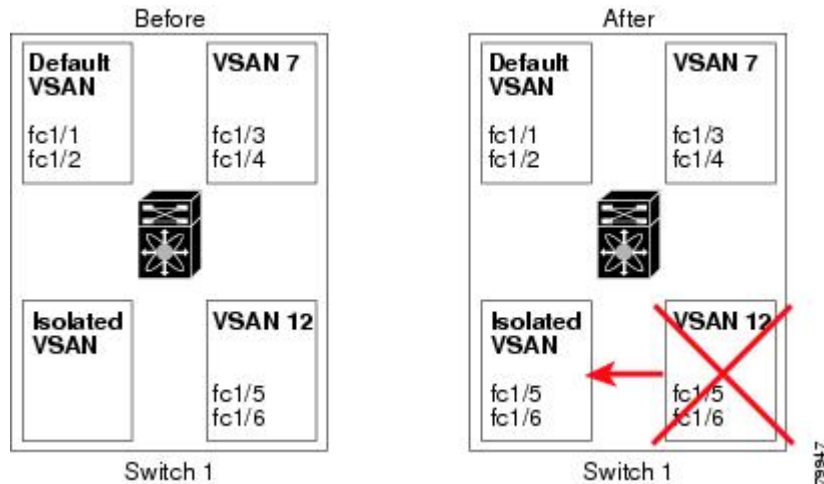 Before
Default
VSAN
fc1/1
fc1/2
VSAN 7
fc1/3
fc1/4
Isolated
VSAN
VSAN 12
fc1/5
fc1/6
Switch 1
After
Default
VSAN
fc1/1
fc1/2
VSAN 7
fc1/3
fc1/4
Isolated
VSAN
fc1/5
fc1/6
VSAN 12
fc1/5
fc1/6
Switch 1
79947